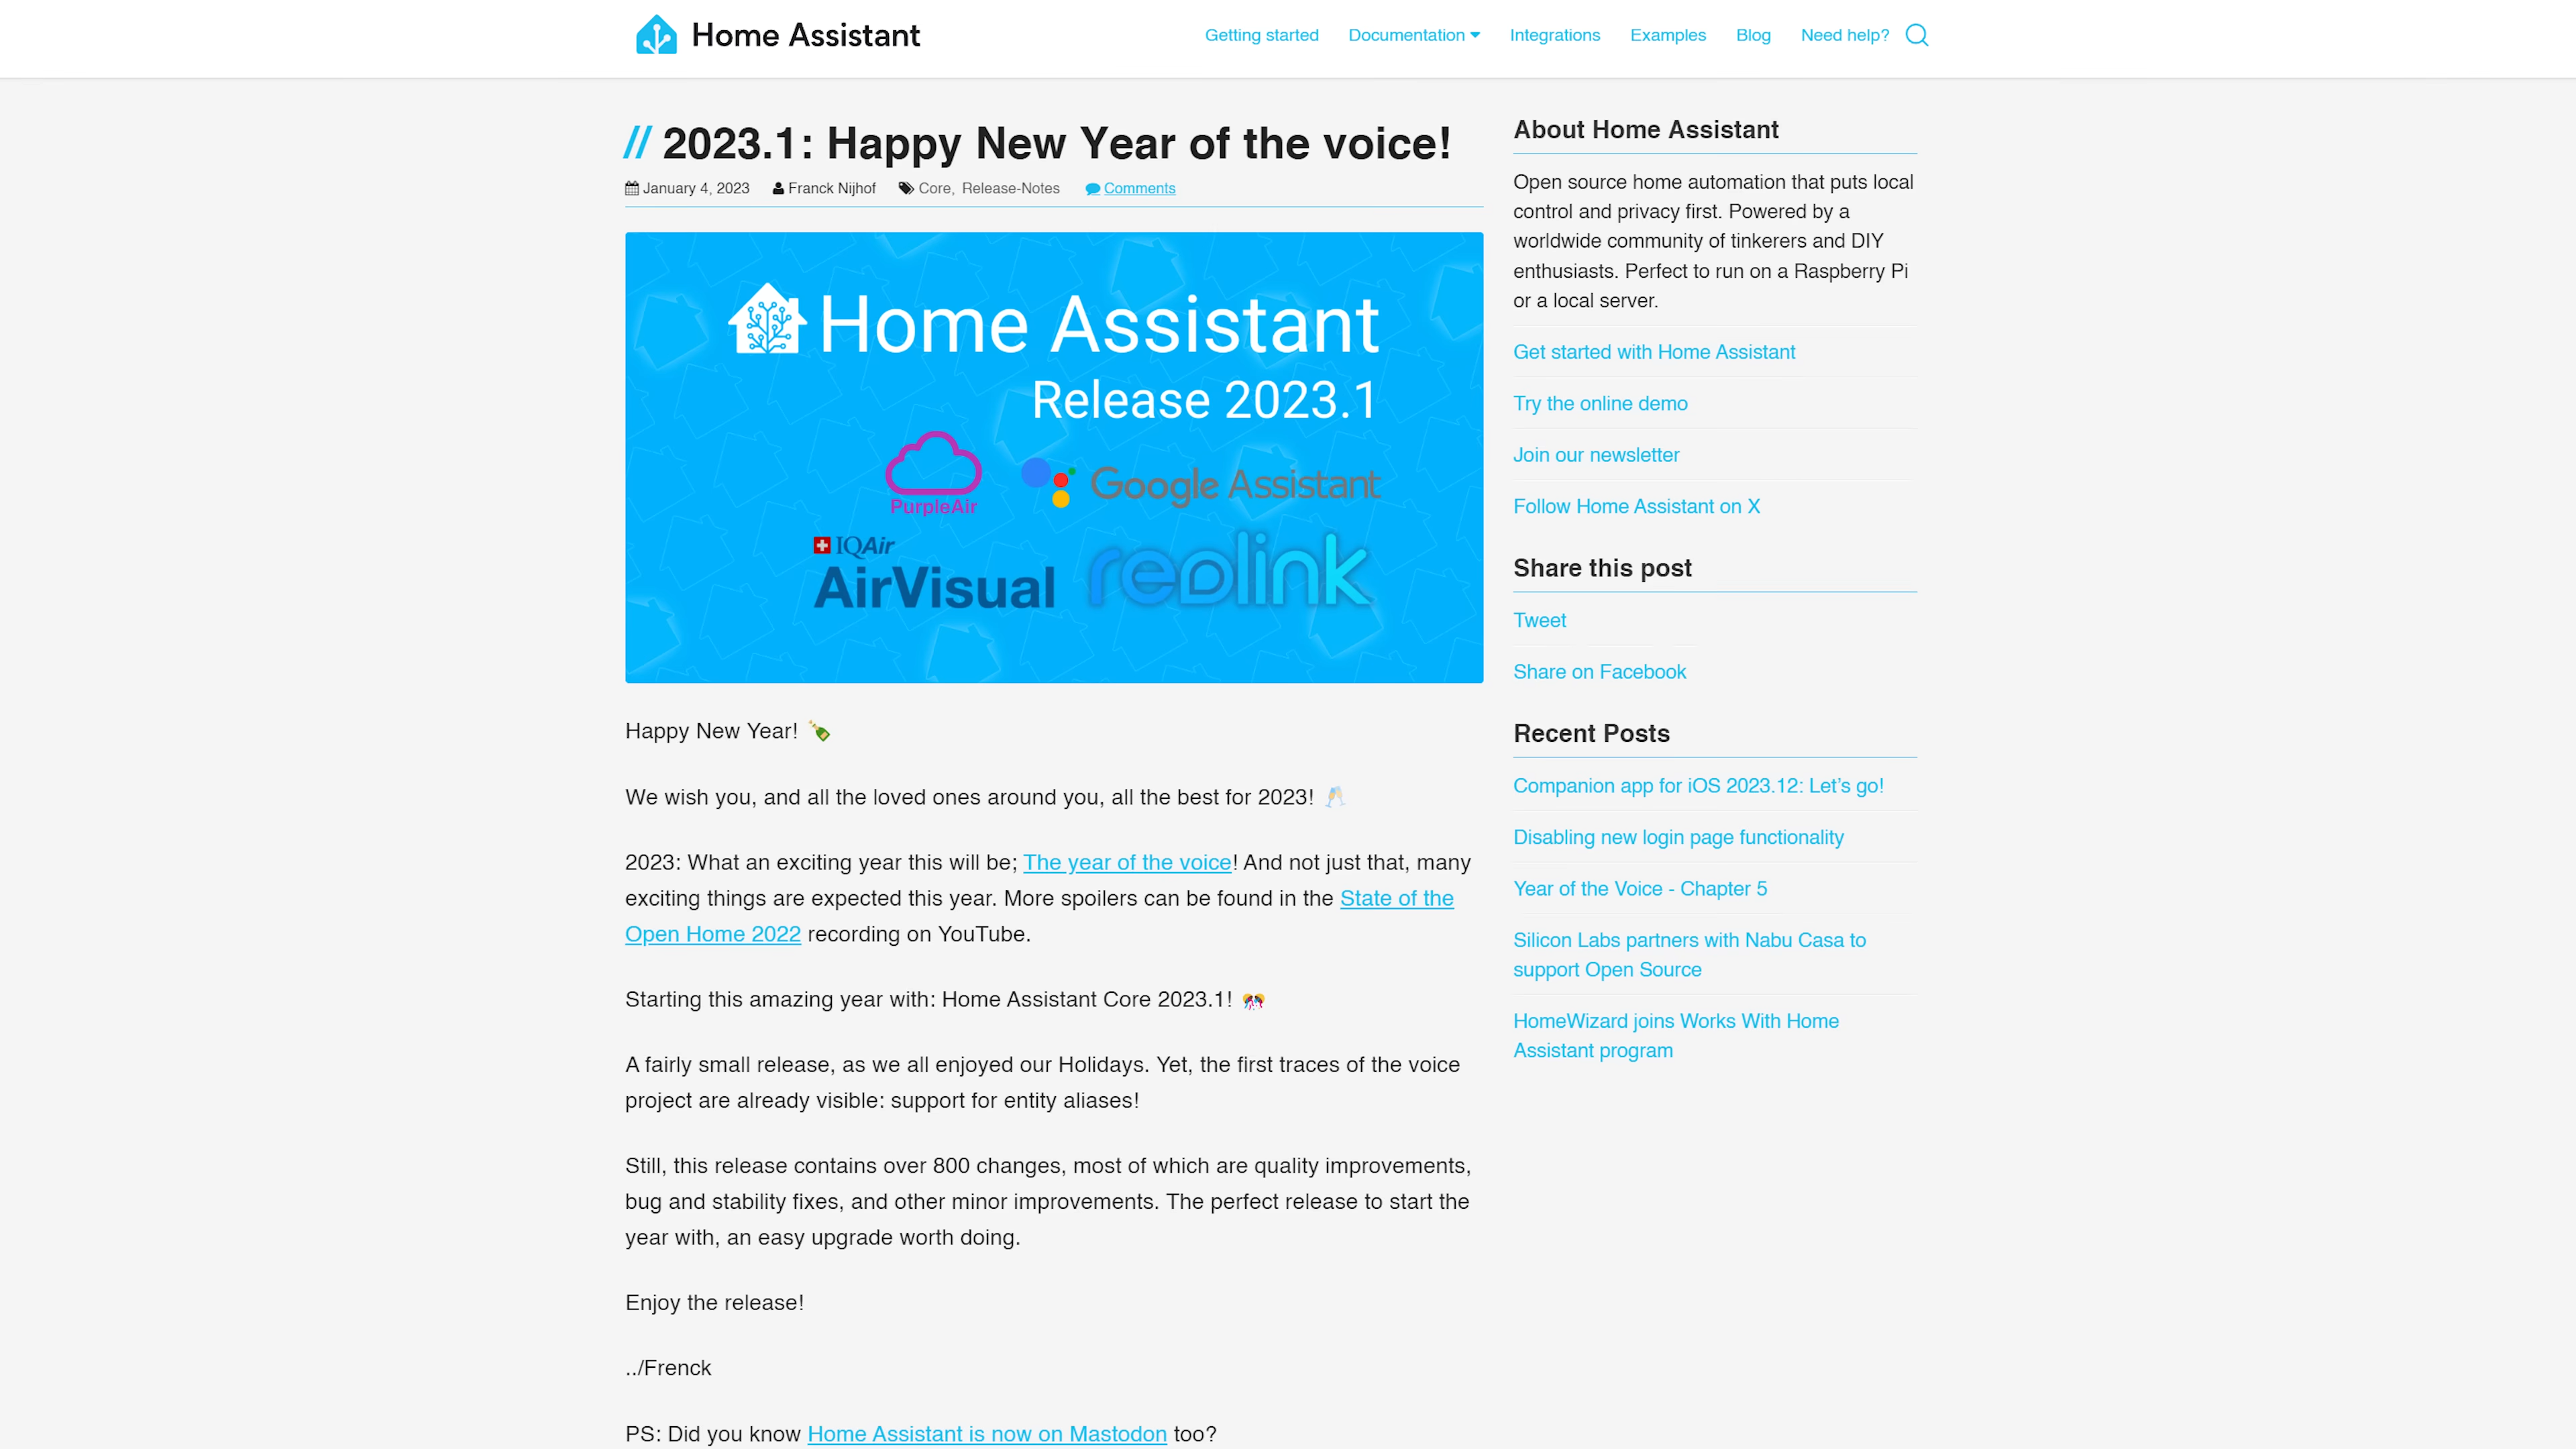 Home Assistant
Getting started Documentation Integrations Examples Blog Need help?
// 2023.1: Happy New Year of the voice!
January 4, 2023 Franck Nijhof Core, Release-Notes Comments
Home Assistant
Release 2023.1
PurpleAir
Google Assistant
IQAir
AirVisual
reolink
Happy New Year! 🍾
We wish you, and all the loved ones around you, all the best for 2023! 🥂
2023: What an exciting year this will be; The year of the voice! And not just that, many
exciting things are expected this year. More spoilers can be found in the State of the
Open Home 2022 recording on YouTube.
Starting this amazing year with: Home Assistant Core 2023.1! 🎊
A fairly small release, as we all enjoyed our Holidays. Yet, the first traces of the voice
project are already visible: support for entity aliases!
Still, this release contains over 800 changes, most of which are quality improvements,
bug and stability fixes, and other minor improvements. The perfect release to start the
year with, an easy upgrade worth doing.
Enjoy the release!
../Frenck
PS: Did you know Home Assistant is now on Mastodon too?
About Home Assistant
Open source home automation that puts local
control and privacy first. Powered by a
worldwide community of tinkerers and DIY
enthusiasts. Perfect to run on a Raspberry Pi
or a local server.
Get started with Home Assistant
Try the online demo
Join our newsletter
Follow Home Assistant on X
Share this post
Tweet
Share on Facebook
Recent Posts
Companion app for iOS 2023.12: Let’s go!
Disabling new login page functionality
Year of the Voice - Chapter 5
Silicon Labs partners with Nabu Casa to
support Open Source
HomeWizard joins Works With Home
Assistant program